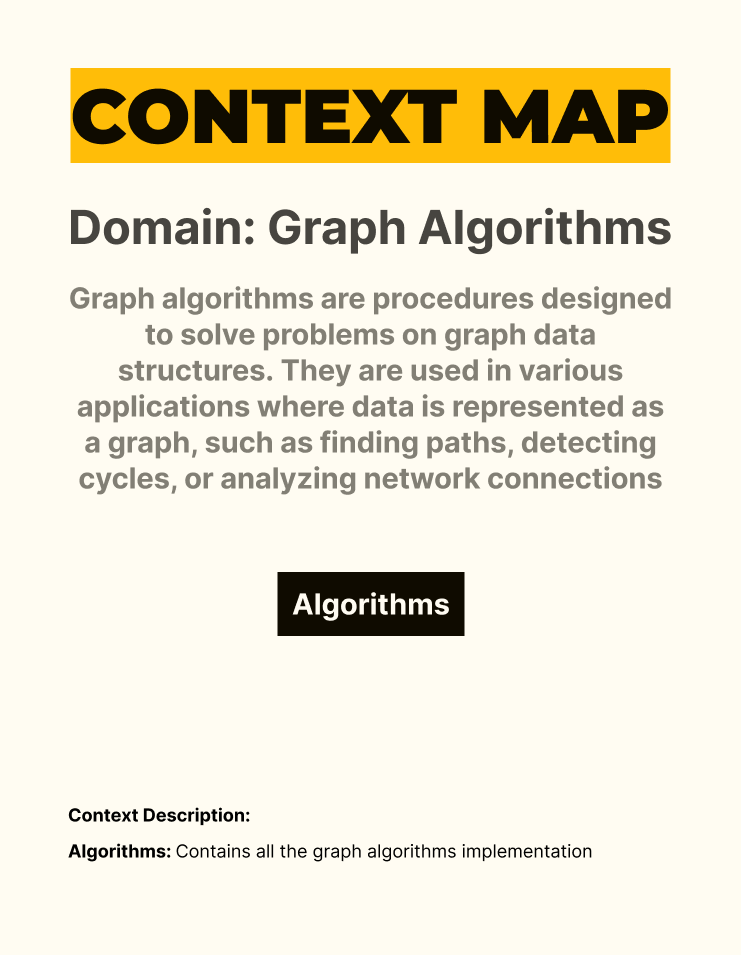 CONTEXT MAP
Domain: Graph Algorithms
Graph algorithms are procedures designed
to solve problems on graph data
structures. They are used in various
applications where data is represented as
a graph, such as finding paths, detecting
cycles, or analyzing network connections
Algorithms
Context Description:
Algorithms: Contains all the graph algorithms implementation